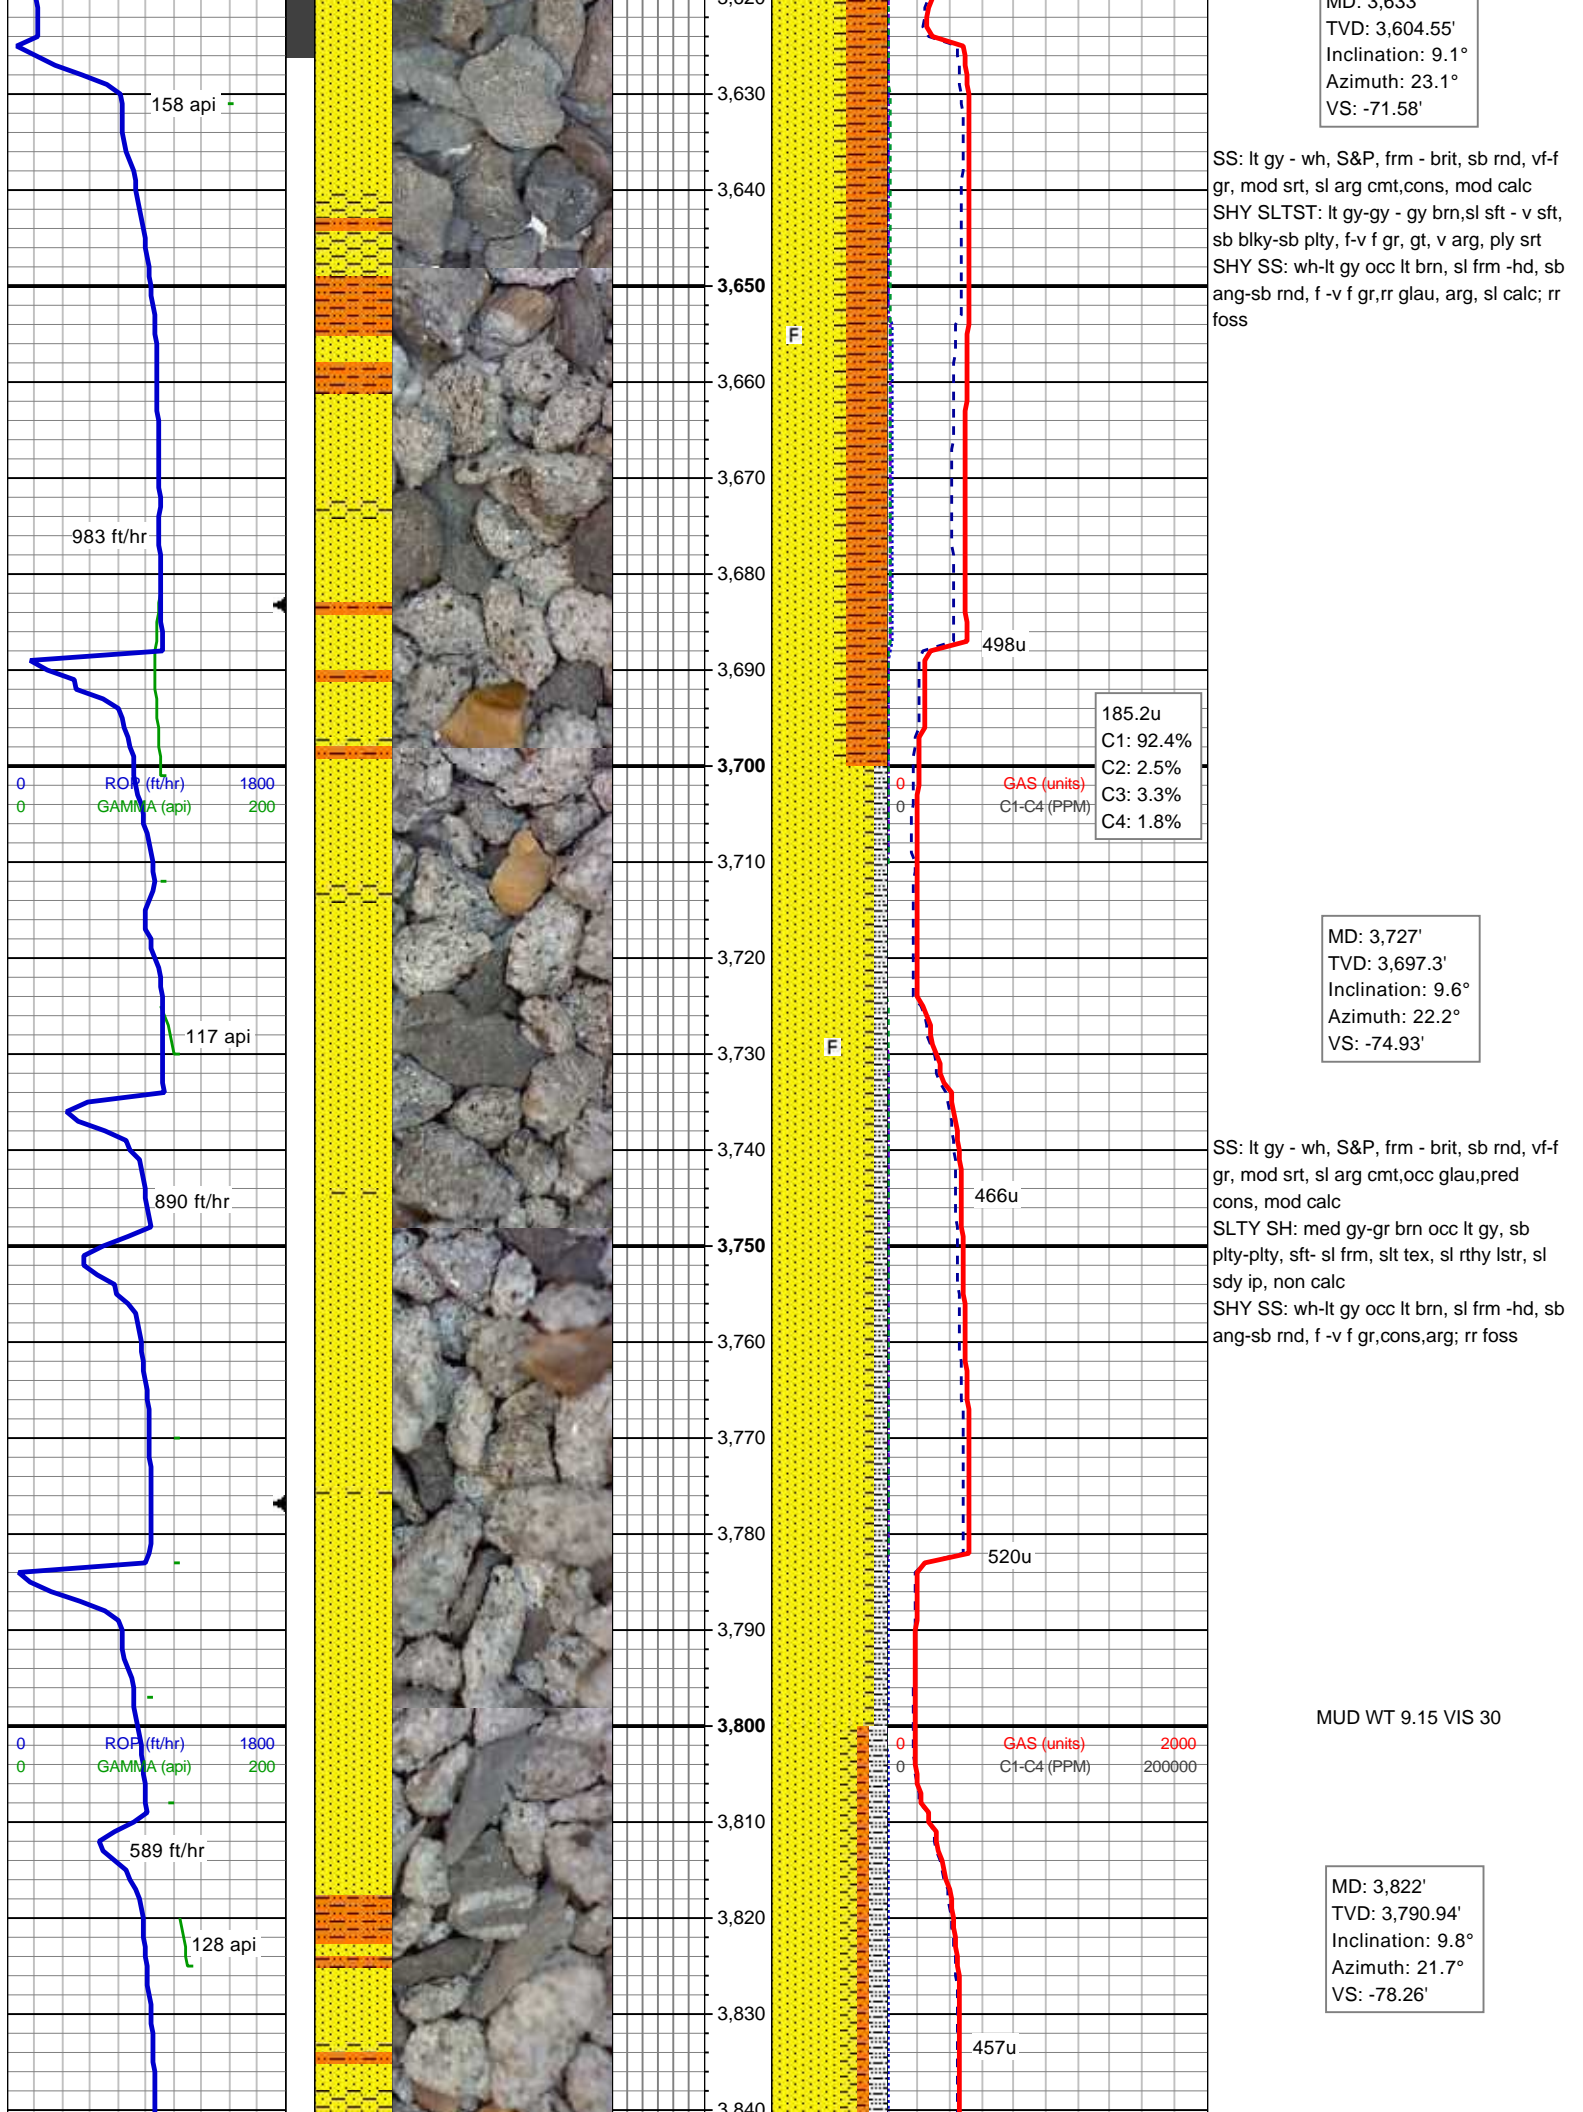 3,620
MD: 3,633'
TVD: 3,604.55'
Inclination: 9.1°
Azimuth: 23.1°
VS: -71.58'
158 api
3,630
SS: lt gy - wh, S&P, frm - brit, sb rnd, vf-f
gr, mod srt, sl arg cmt,cons, mod calc
SHY SLTST: lt gy-gy - gy brn,sl sft - v sft,
sb blky-sb plty, f-v f gr, gt, v arg, ply srt
SHY SS: wh-lt gy occ lt brn, sl frm -hd, sb
ang-sb rnd, f -v f gr,rr glau, arg, sl calc; rr
foss
3,640
3,650
F
3,660
3,670
983 ft/hr
3,680
498u
3,690
185.2u
C1: 92.4%
C2: 2.5%
C3: 3.3%
C4: 1.8%
3,700
0 ROP (ft/hr) 1800
0 GAMMA (api) 200
0 GAS (units)
0 C1-C4 (PPM)
3,710
3,720
MD: 3,727'
TVD: 3,697.3'
Inclination: 9.6°
Azimuth: 22.2°
VS: -74.93'
117 api
F
3,730
3,740
SS: lt gy - wh, S&P, frm - brit, sb rnd, vf-f
gr, mod srt, sl arg cmt,occ glau,pred
cons, mod calc
SLTY SH: med gy-gr brn occ lt gy, sb
plty-plty, sft- sl frm, slt tex, sl rthy lstr, sl
sdy ip, non calc
SHY SS: wh-lt gy occ lt brn, sl frm -hd, sb
ang-sb rnd, f -v f gr,cons,arg; rr foss
890 ft/hr
466u
3,750
3,760
3,770
3,780
520u
3,790
3,800
MUD WT 9.15 VIS 30
0 ROP (ft/hr) 1800
0 GAMMA (api) 200
0 GAS (units) 2000
0 C1-C4 (PPM) 200000
3,810
589 ft/hr
3,820
128 api
MD: 3,822'
TVD: 3,790.94'
Inclination: 9.8°
Azimuth: 21.7°
VS: -78.26'
3,830
457u
3,840